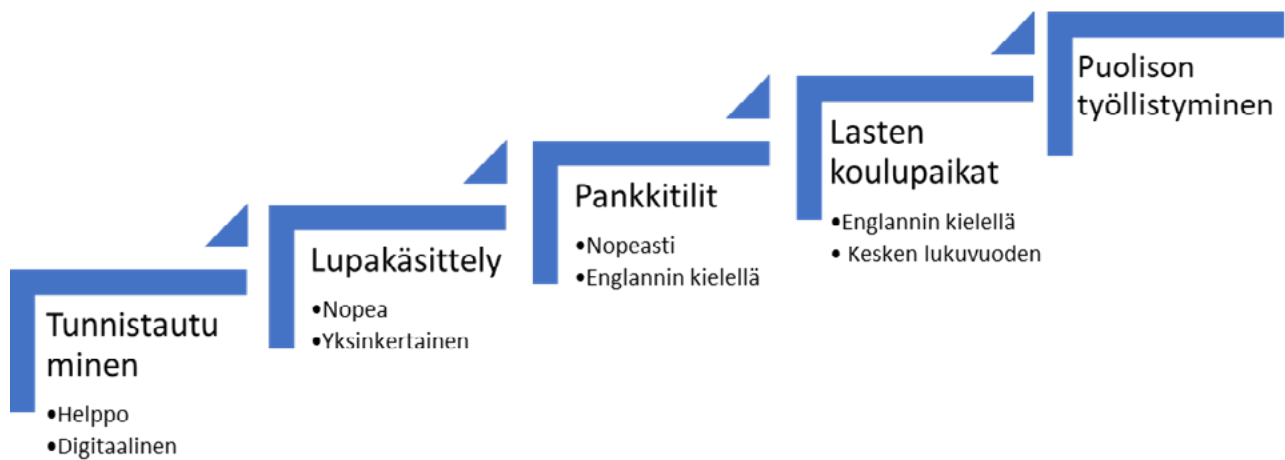 Tunnistautu
minen
•Helppo
•Digitaalinen
Lupakäsittely
•Nopea
•Yksinkertainen
Pankkitilit
•Nopeasti
•Englannin kielellä
Lasten
koulupaikat
•Englannin kielellä
• Kesken lukuvuoden
Puolison
työllistyminen